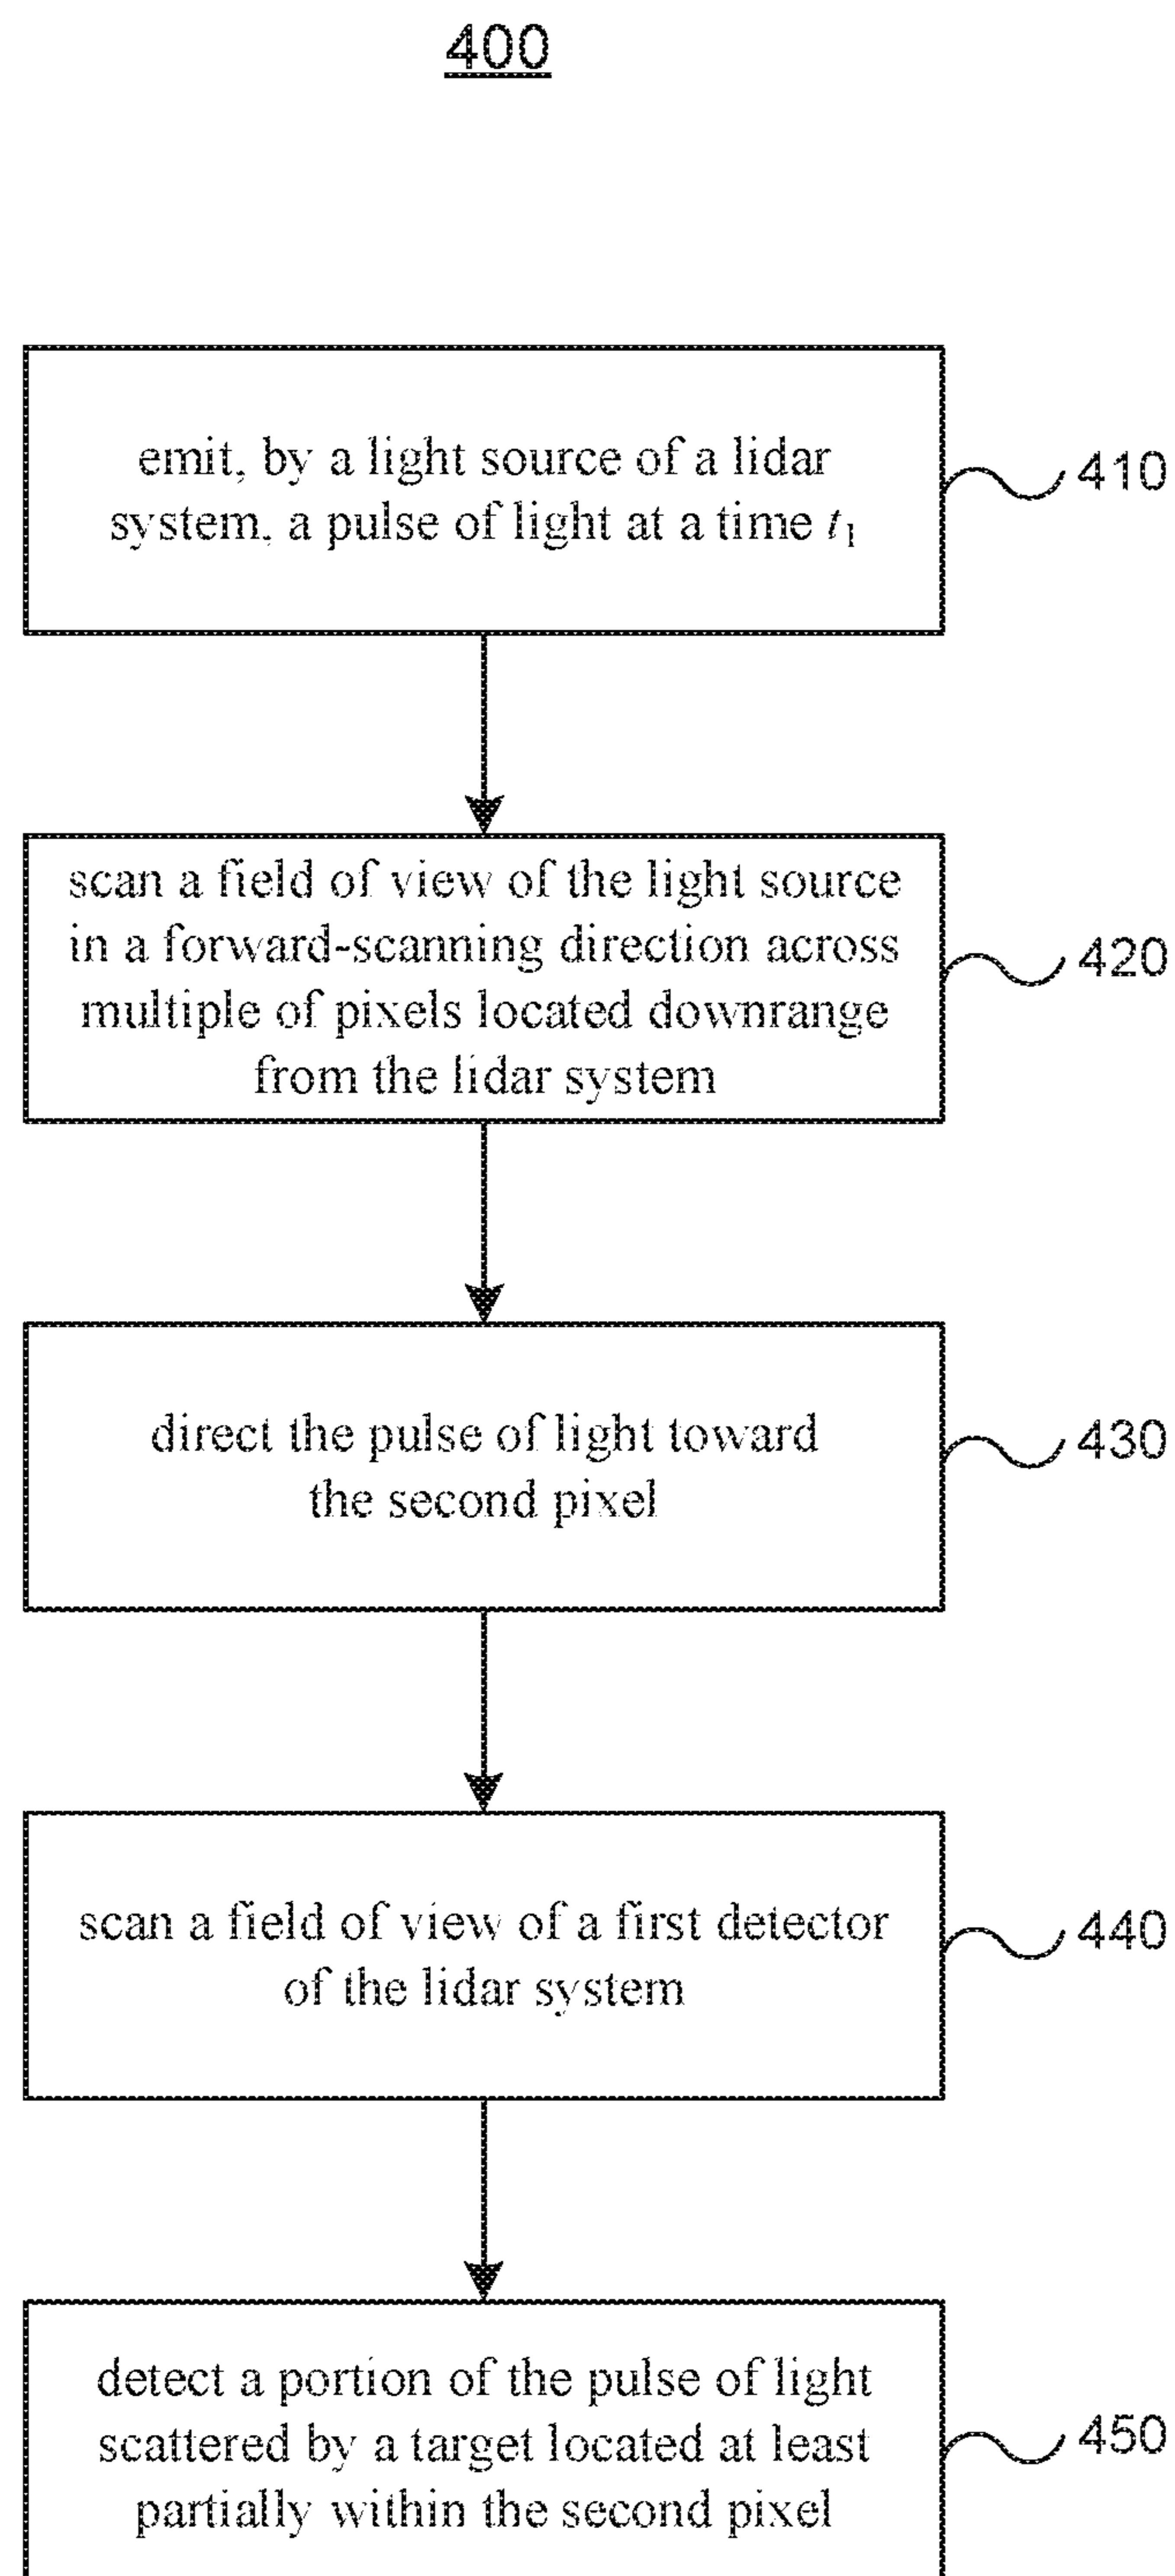 400
emit, by a light source of a lidar
system, a pulse of light at a time t₁
410
scan a field of view of the light source
in a forward-scanning direction across
multiple of pixels located downrange
from the lidar system
420
direct the pulse of light toward
the second pixel
430
scan a field of view of a first detector
of the lidar system
440
detect a portion of the pulse of light
scattered by a target located at least
partially within the second pixel
450